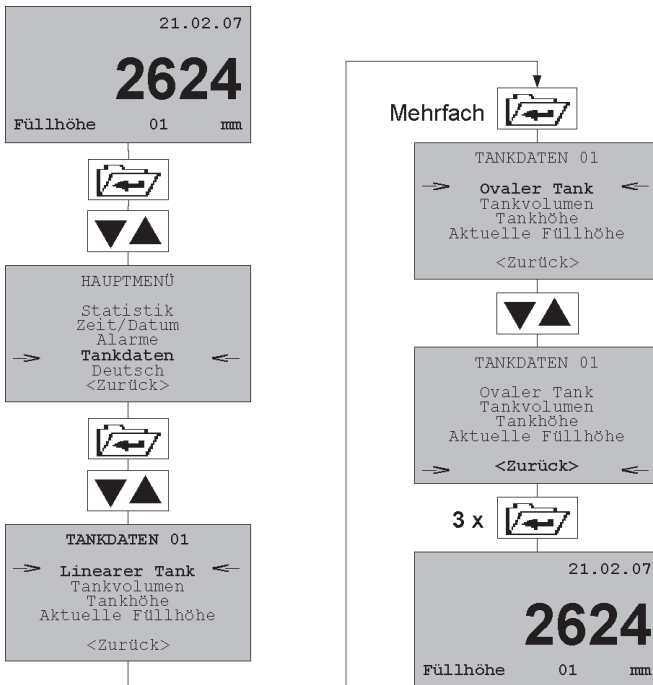 21.02.07
2624
Füllhöhe 01 mm
HAUPTMENÜ
Statistik
Zeit/Datum
Alarme
Tankdaten
Deutsch
<Zurück>
TANKDATEN 01
Linearer Tank
Tankvolumen
Tankhöhe
Aktuelle Füllhöhe
<Zurück>
Mehrfach
TANKDATEN 01
Ovaler Tank
Tankvolumen
Tankhöhe
Aktuelle Füllhöhe
<Zurück>
TANKDATEN 01
Ovaler Tank
Tankvolumen
Tankhöhe
Aktuelle Füllhöhe
<Zurück>
3 x
21.02.07
2624
Füllhöhe 01 mm